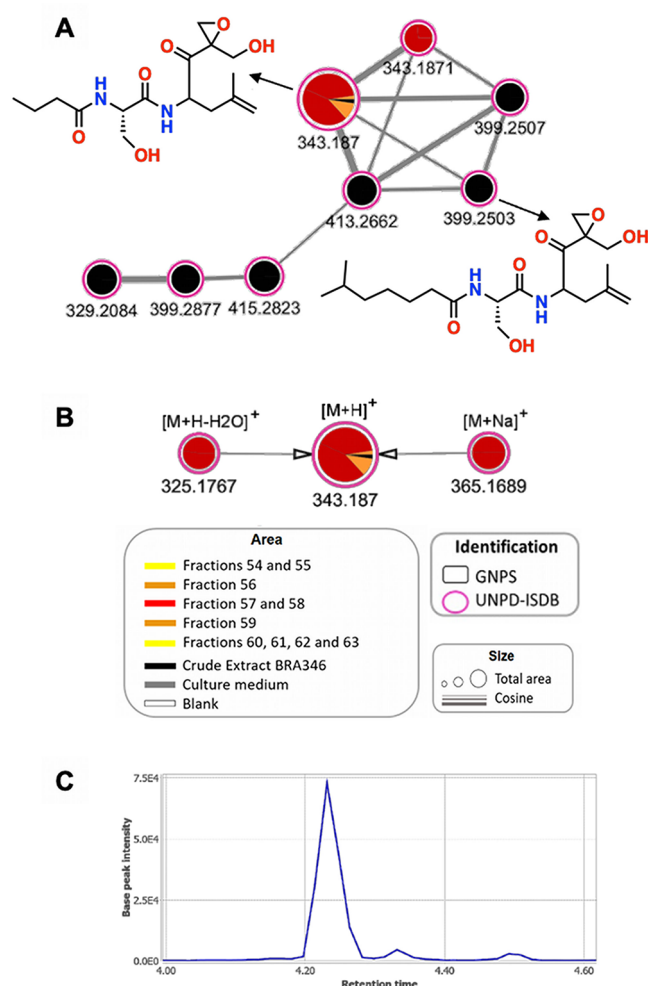 A
O
OH
O
O
H
N
N
H
O
OH
343.1871
343.187
399.2507
413.2662
399.2503
329.2084
399.2877
415.2823
O
O
OH
H
N
O
O
N
H
OH
B
[M+H-H2O]+
[M+H]+
[M+Na]+
325.1767
343.187
365.1689
Area
Fractions 54 and 55
Fraction 56
Fraction 57 and 58
Fraction 59
Fractions 60, 61, 62 and 63
Crude Extract BRA346
Culture medium
Blank
Identification
GNPS
UNPD-ISDB
Size
Total area
Cosine
C
7.5E4
5.0E4
2.5E4
0.0E0
Base peak intensity
4.00
4.20
4.40
4.60
Retention time